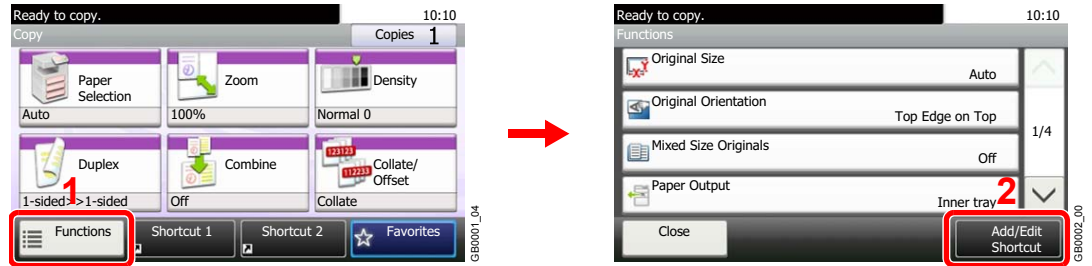 Ready to copy.
10:10
Copy
Copies 1
Paper
Selection
Auto
Zoom
100%
Density
Normal 0
Duplex
1-sided>>1-sided
Combine
Off
123123
112233
Collate/
Offset
Collate
1
Functions
Shortcut 1
Shortcut 2
Favorites
GB0001_04
Ready to copy.
10:10
Functions
Original Size
Auto
Original Orientation
Top Edge on Top
Mixed Size Originals
Off
Paper Output
Inner tray
1/4
2
Close
Add/Edit
Shortcut
GB0002_00